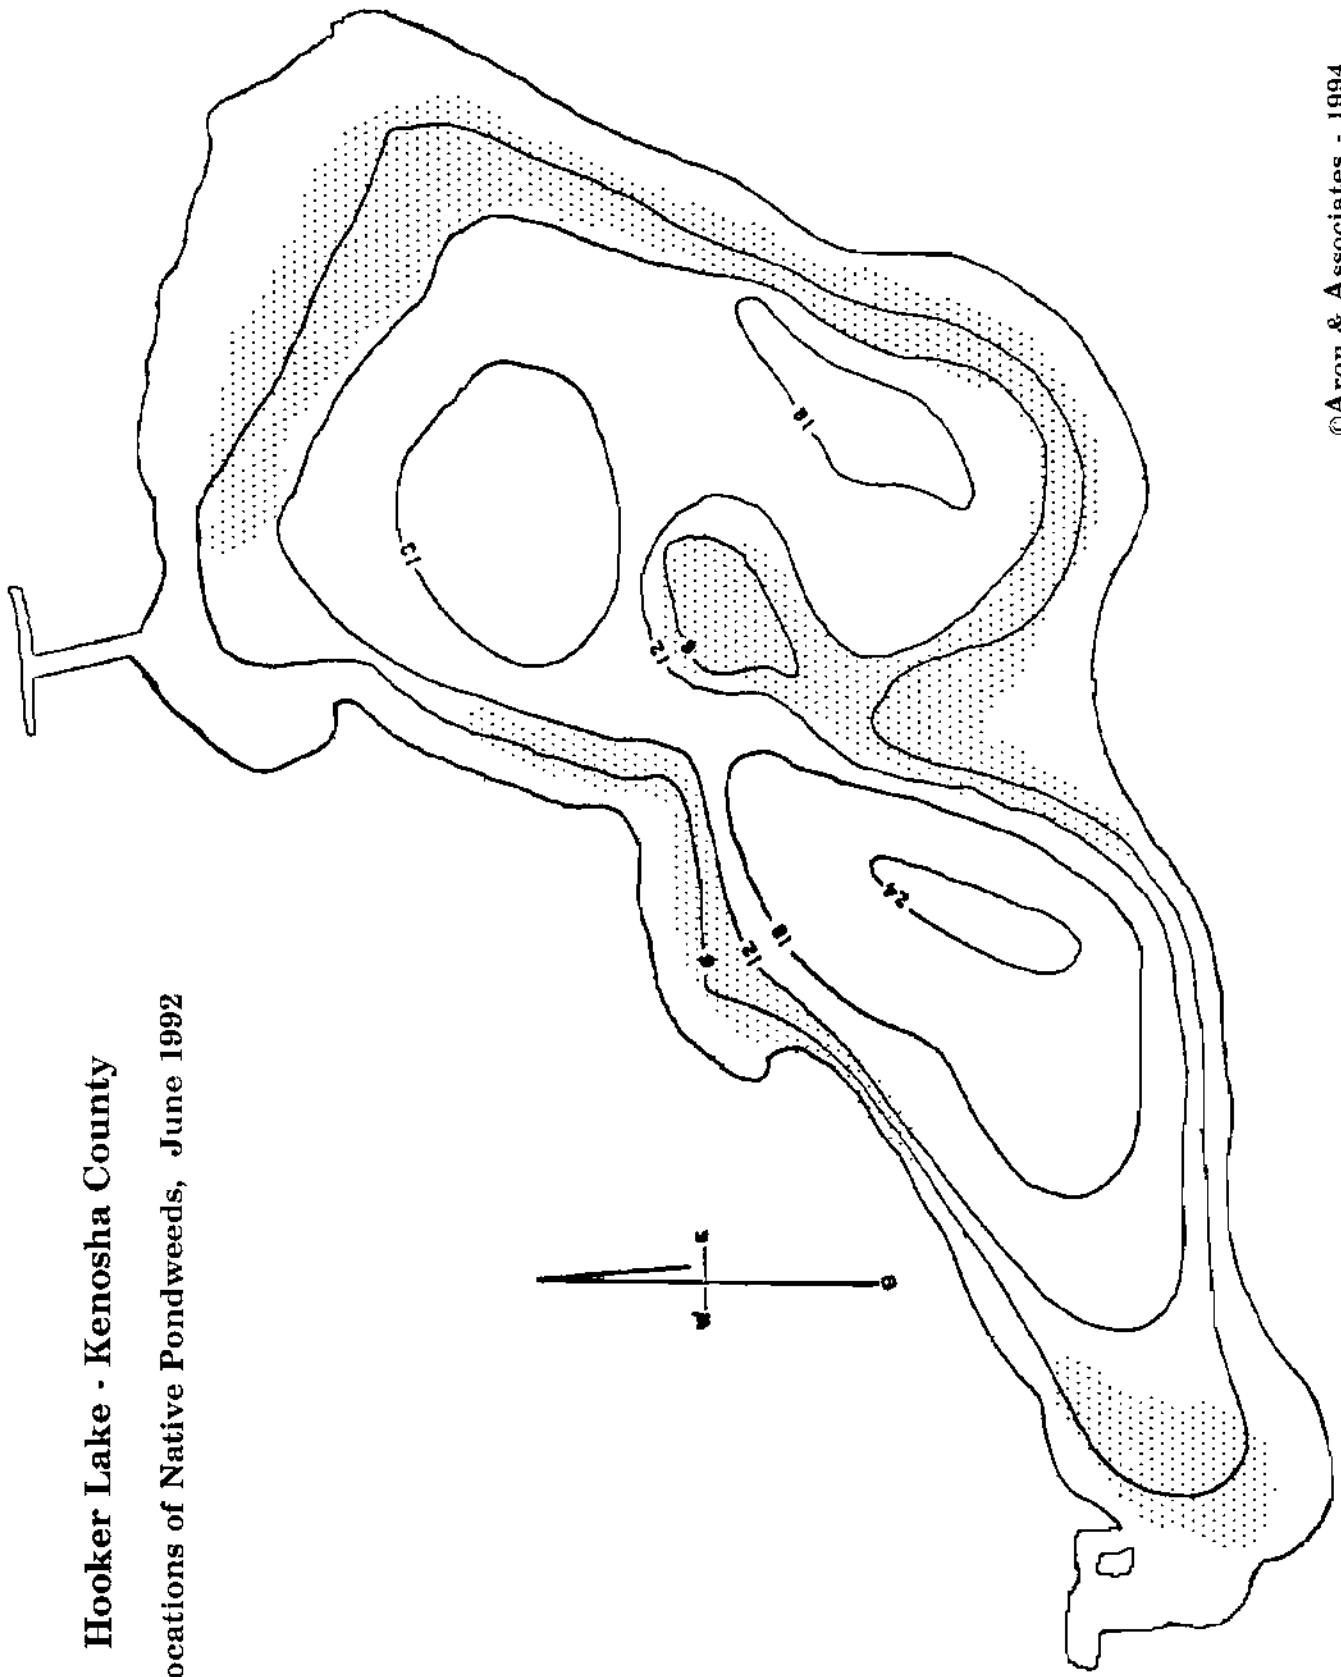 Hooker Lake - Kenosha County
ocations of Native Pondweeds, June 1992
13
18
6
12
24
18
12
6
W
E
S
©Aron & Associates - 1994